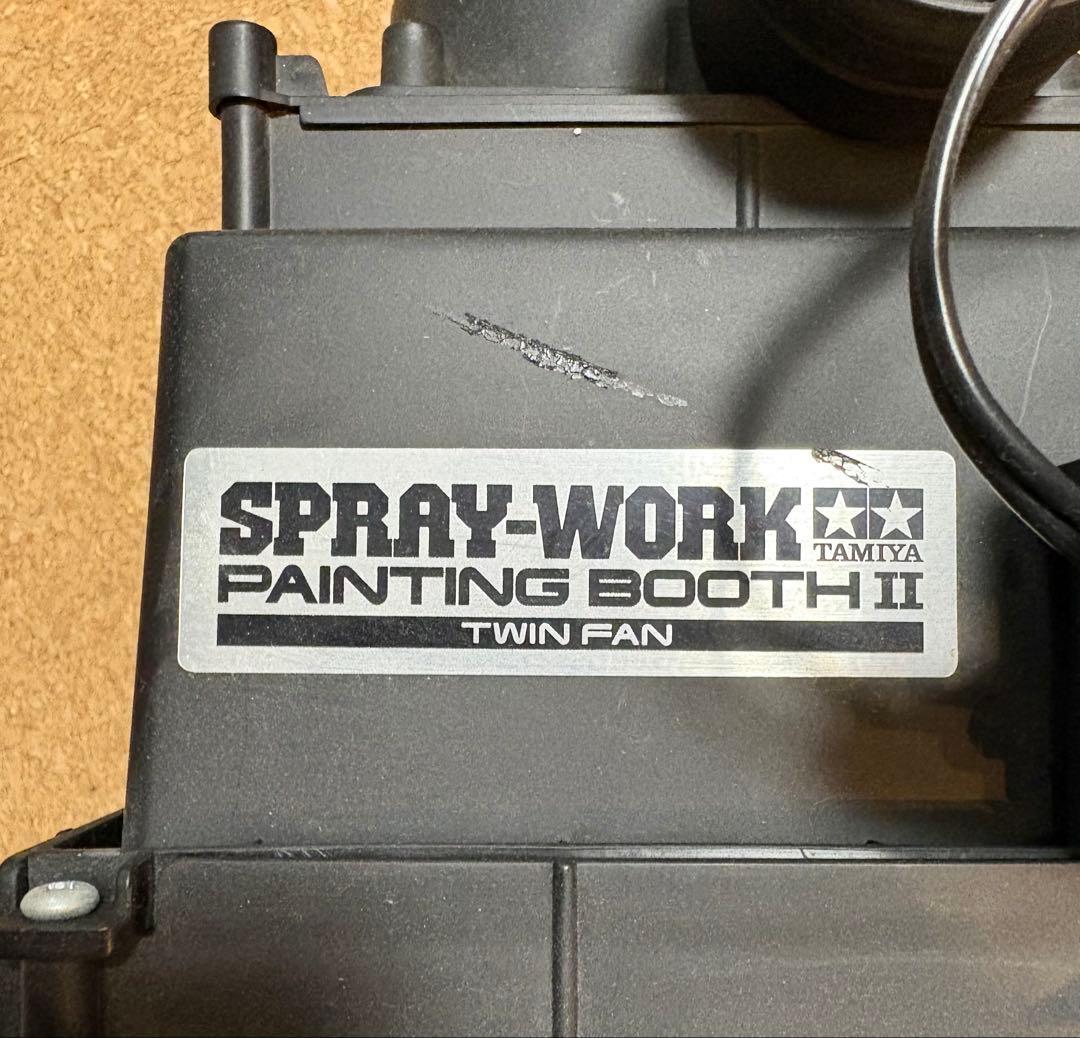 SPRAY-WORK
TAMIYA
PAINTING BOOTH II
TWIN FAN